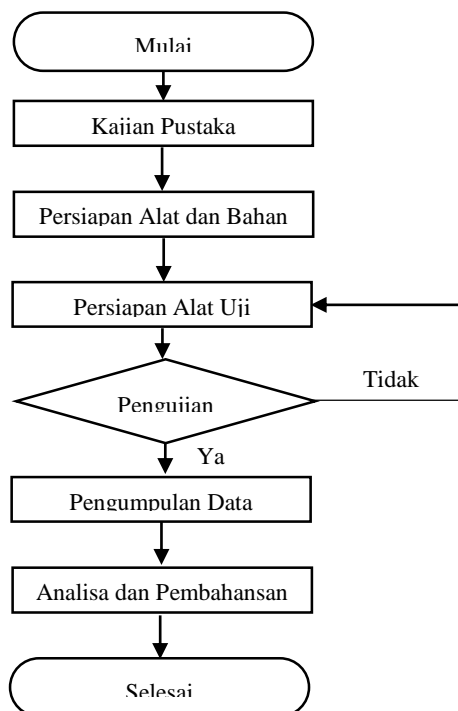 Mulai
Kajian Pustaka
Persiapan Alat dan Bahan
Persiapan Alat Uji
Tidak
Pengujian
Ya
Pengumpulan Data
Analisa dan Pembahansan
Selesai